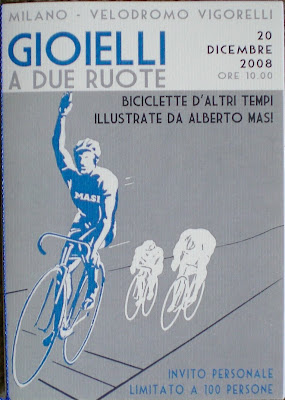 MILANO - VELODROMO VIGORELLI
GIOIELLI
A DUE RUOTE
20
DICEMBRE
2008
ORE 10.00
BICICLETTE D'ALTRI TEMPI
ILLUSTRATE DA ALBERTO MASI
MASI
INVITO PERSONALE
LIMITATO A 100 PERSONE